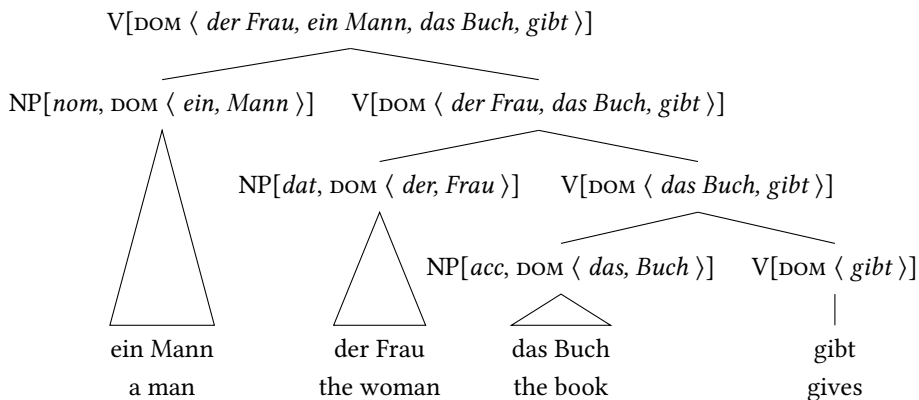 V[DOM ⟨ der Frau, ein Mann, das Buch, gibt ⟩]
NP[nom, DOM ⟨ ein, Mann ⟩] V[DOM ⟨ der Frau, das Buch, gibt ⟩]
NP[dat, DOM ⟨ der, Frau ⟩] V[DOM ⟨ das Buch, gibt ⟩]
NP[acc, DOM ⟨ das, Buch ⟩] V[DOM ⟨ gibt ⟩]
ein Mann der Frau das Buch gibt
a man the woman the book gives